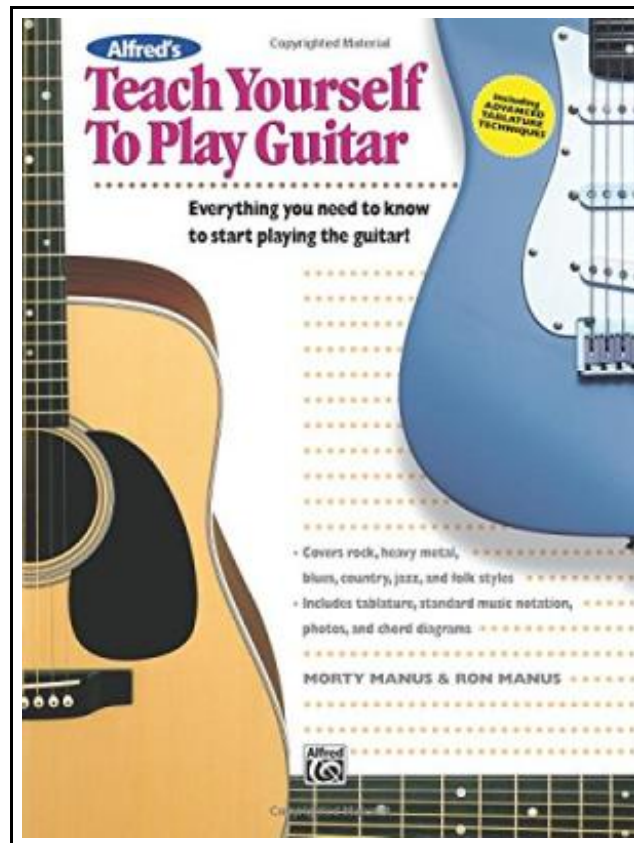 Alfred's
Copyrighted Material
Teach Yourself
To Play Guitar
Including
ADVANCED
TABLATURE
TECHNIQUES
Everything you need to know
to start playing the guitar!
• Covers rock, heavy metal,
blues, country, jazz, and folk styles
• Includes tablature, standard music notation,
photos, and chord diagrams
MORTY MANUS & RON MANUS
Alfred
Copyrighted Material